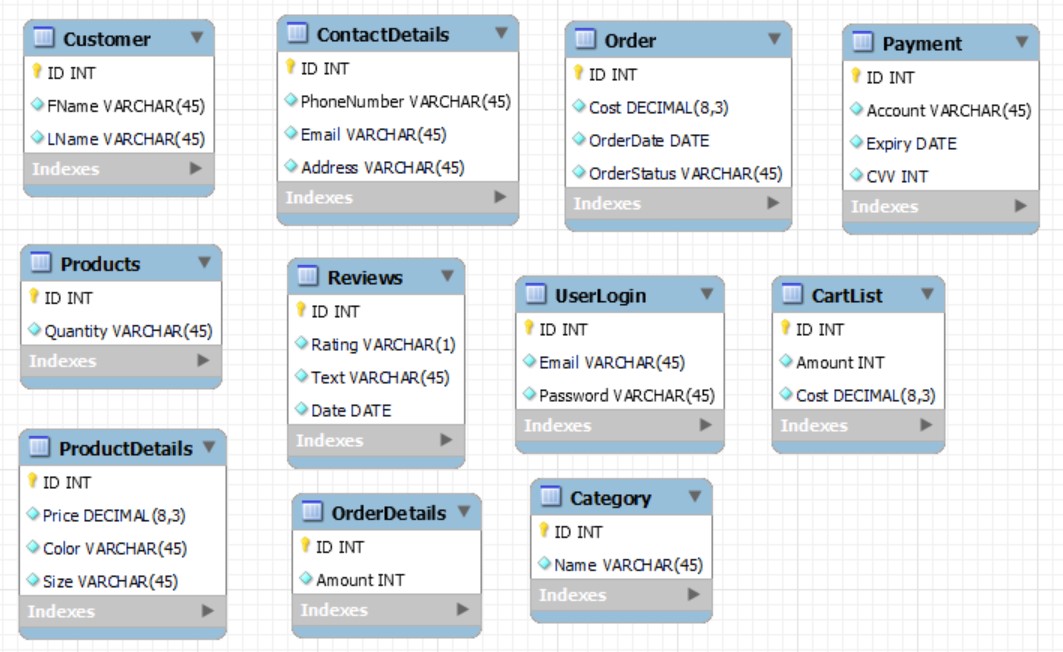 Customer
ID INT
FName VARCHAR(45)
LName VARCHAR(45)
Indexes
ContactDetails
ID INT
PhoneNumber VARCHAR(45)
Email VARCHAR(45)
Address VARCHAR(45)
Indexes
Order
ID INT
Cost DECIMAL(8,3)
OrderDate DATE
OrderStatus VARCHAR(45)
Indexes
Payment
ID INT
Account VARCHAR(45)
Expiry DATE
CVV INT
Indexes
Products
ID INT
Quantity VARCHAR(45)
Indexes
Reviews
ID INT
Rating VARCHAR(1)
Text VARCHAR(45)
Date DATE
Indexes
UserLogin
ID INT
Email VARCHAR(45)
Password VARCHAR(45)
Indexes
CartList
ID INT
Amount INT
Cost DECIMAL(8,3)
Indexes
ProductDetails
ID INT
Price DECIMAL(8,3)
Color VARCHAR(45)
Size VARCHAR(45)
Indexes
OrderDetails
ID INT
Amount INT
Indexes
Category
ID INT
Name VARCHAR(45)
Indexes